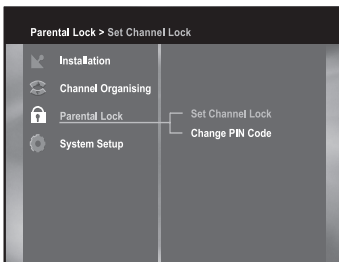 Parental Lock > Set Channel Lock
Installation
Channel Organising
Parental Lock
System Setup
Set Channel Lock
Change PIN Code